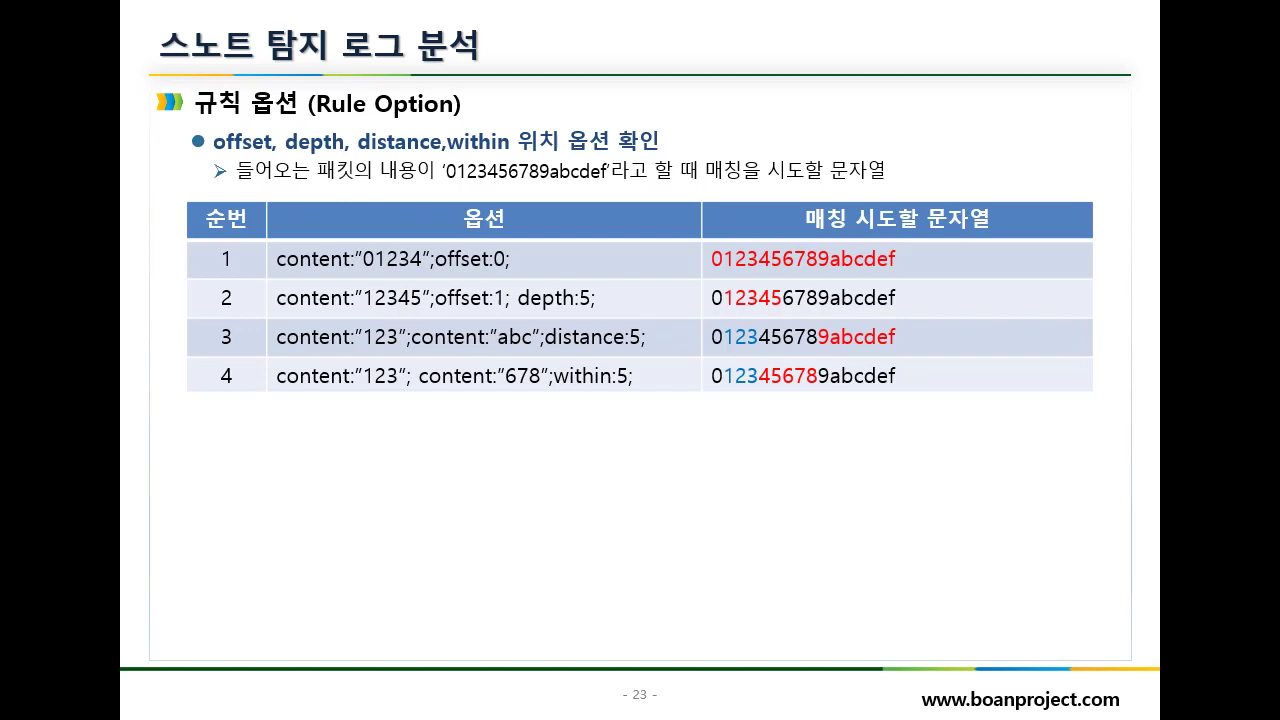 스노트 탐지 로그 분석
규칙 옵션 (Rule Option)
offset, depth, distance,within 위치 옵션 확인
들어오는 패킷의 내용이 ‘0123456789abcdef’라고 할 때 매칭을 시도할 문자열
순번 옵션 매칭 시도할 문자열
1 content:”01234”;offset:0; 0123456789abcdef
2 content:”12345”;offset:1; depth:5; 0123456789abcdef
3 content:”123”;content:”abc”;distance:5; 0123456789abcdef
4 content:”123”; content:”678”;within:5; 0123456789abcdef
- 23 -
www.boanproject.com